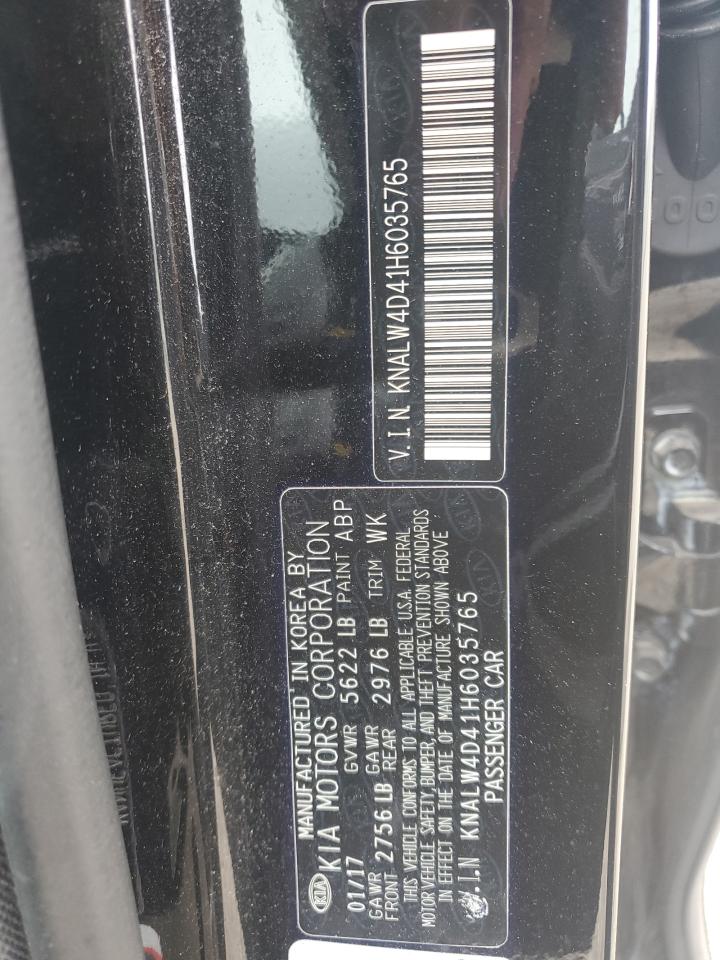 V.I.N. KNALW4D41H6035765
KIA
MANUFACTURED IN KOREA BY
KIA MOTORS CORPORATION
01/17 GVWR 5622 LB PAINT ABP
GAWR FRONT 2756 LB GAWR REAR 2976 LB TRIM WK
THIS VEHICLE CONFORMS TO ALL APPLICABLE U.S.A. FEDERAL
MOTOR VEHICLE SAFETY, BUMPER, AND THEFT PREVENTION STANDARDS
IN EFFECT ON THE DATE OF MANUFACTURE SHOWN ABOVE
V.I.N KNALW4D41H6035765
PASSENGER CAR